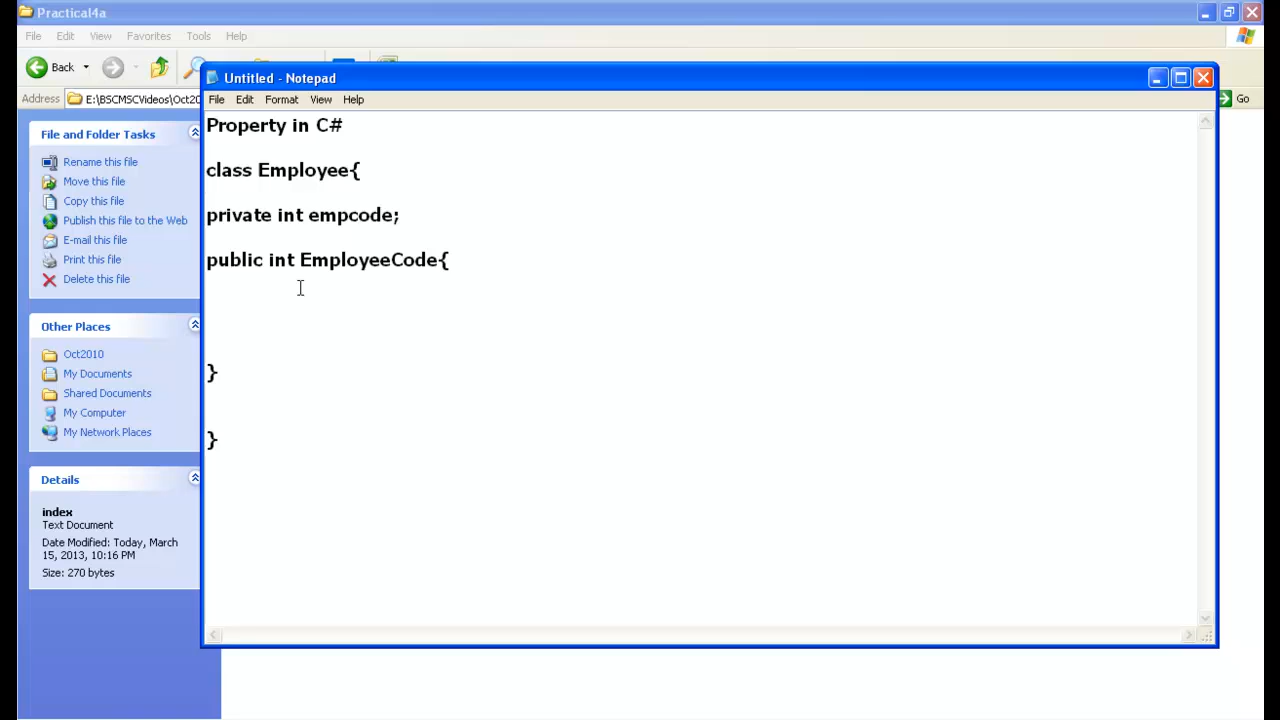 Practical4a
File Edit View Favorites Tools Help
Back
Address E:\BSCMSCVideos\Oct20
Go
File and Folder Tasks
Rename this file
Move this file
Copy this file
Publish this file to the Web
E-mail this file
Print this file
Delete this file
Other Places
Oct2010
My Documents
Shared Documents
My Computer
My Network Places
Details
index
Text Document
Date Modified: Today, March
15, 2013, 10:16 PM
Size: 270 bytes
Untitled - Notepad
File Edit Format View Help
Property in C#
class Employee{
private int empcode;
public int EmployeeCode{
}
}